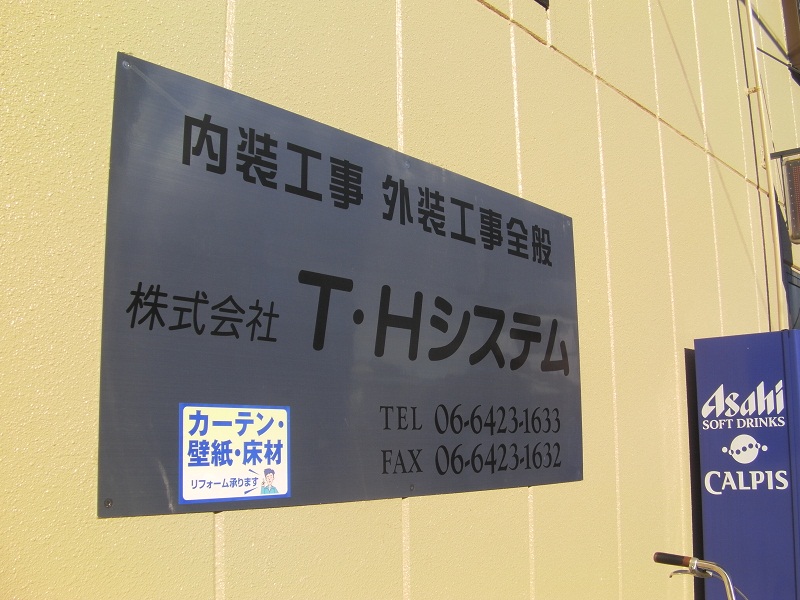 内装工事 外装工事全般
株式会社 T・Hシステム
TEL 06-6423-1633
FAX 06-6423-1632
カーテン・
壁紙・床材
リフォーム承ります
Asahi
SOFT DRINKS
CALPIS